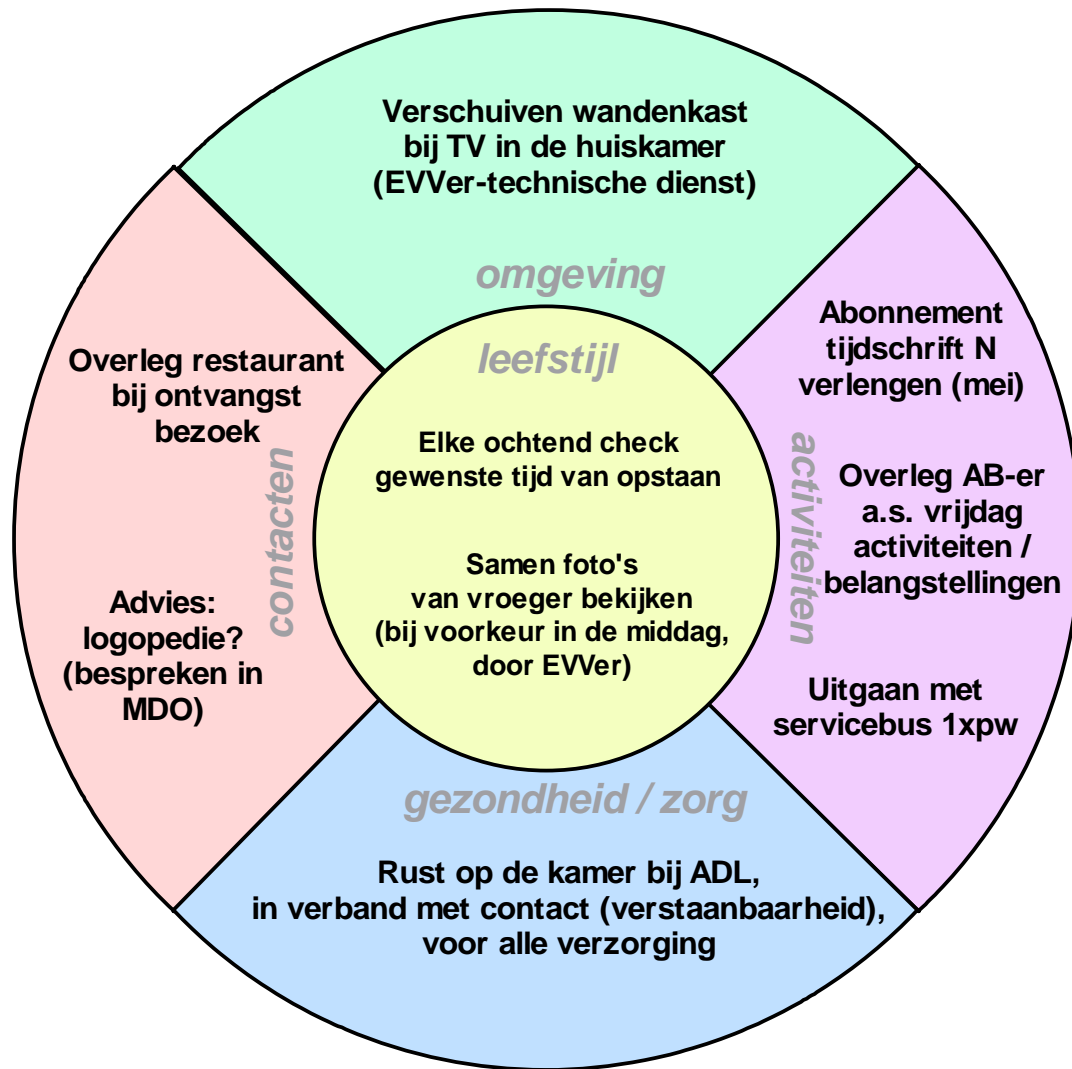 Verschuiven wandenkast
bij TV in de huiskamer
(EVVer-technische dienst)
omgeving
leefstijl
Elke ochtend check
gewenste tijd van opstaan
Samen foto's
van vroeger bekijken
(bij voorkeur in de middag,
door EVVer)
contacten
Overleg restaurant
bij ontvangst
bezoek
Advies:
logopedie?
(bespreken in
MDO)
activiteiten
Abonnement
tijdschrift N
verlengen (mei)
Overleg AB-er
a.s. vrijdag
activiteiten /
belangstellingen
Uitgaan met
servicebus 1xpw
gezondheid / zorg
Rust op de kamer bij ADL,
in verband met contact (verstaanbaarheid),
voor alle verzorging